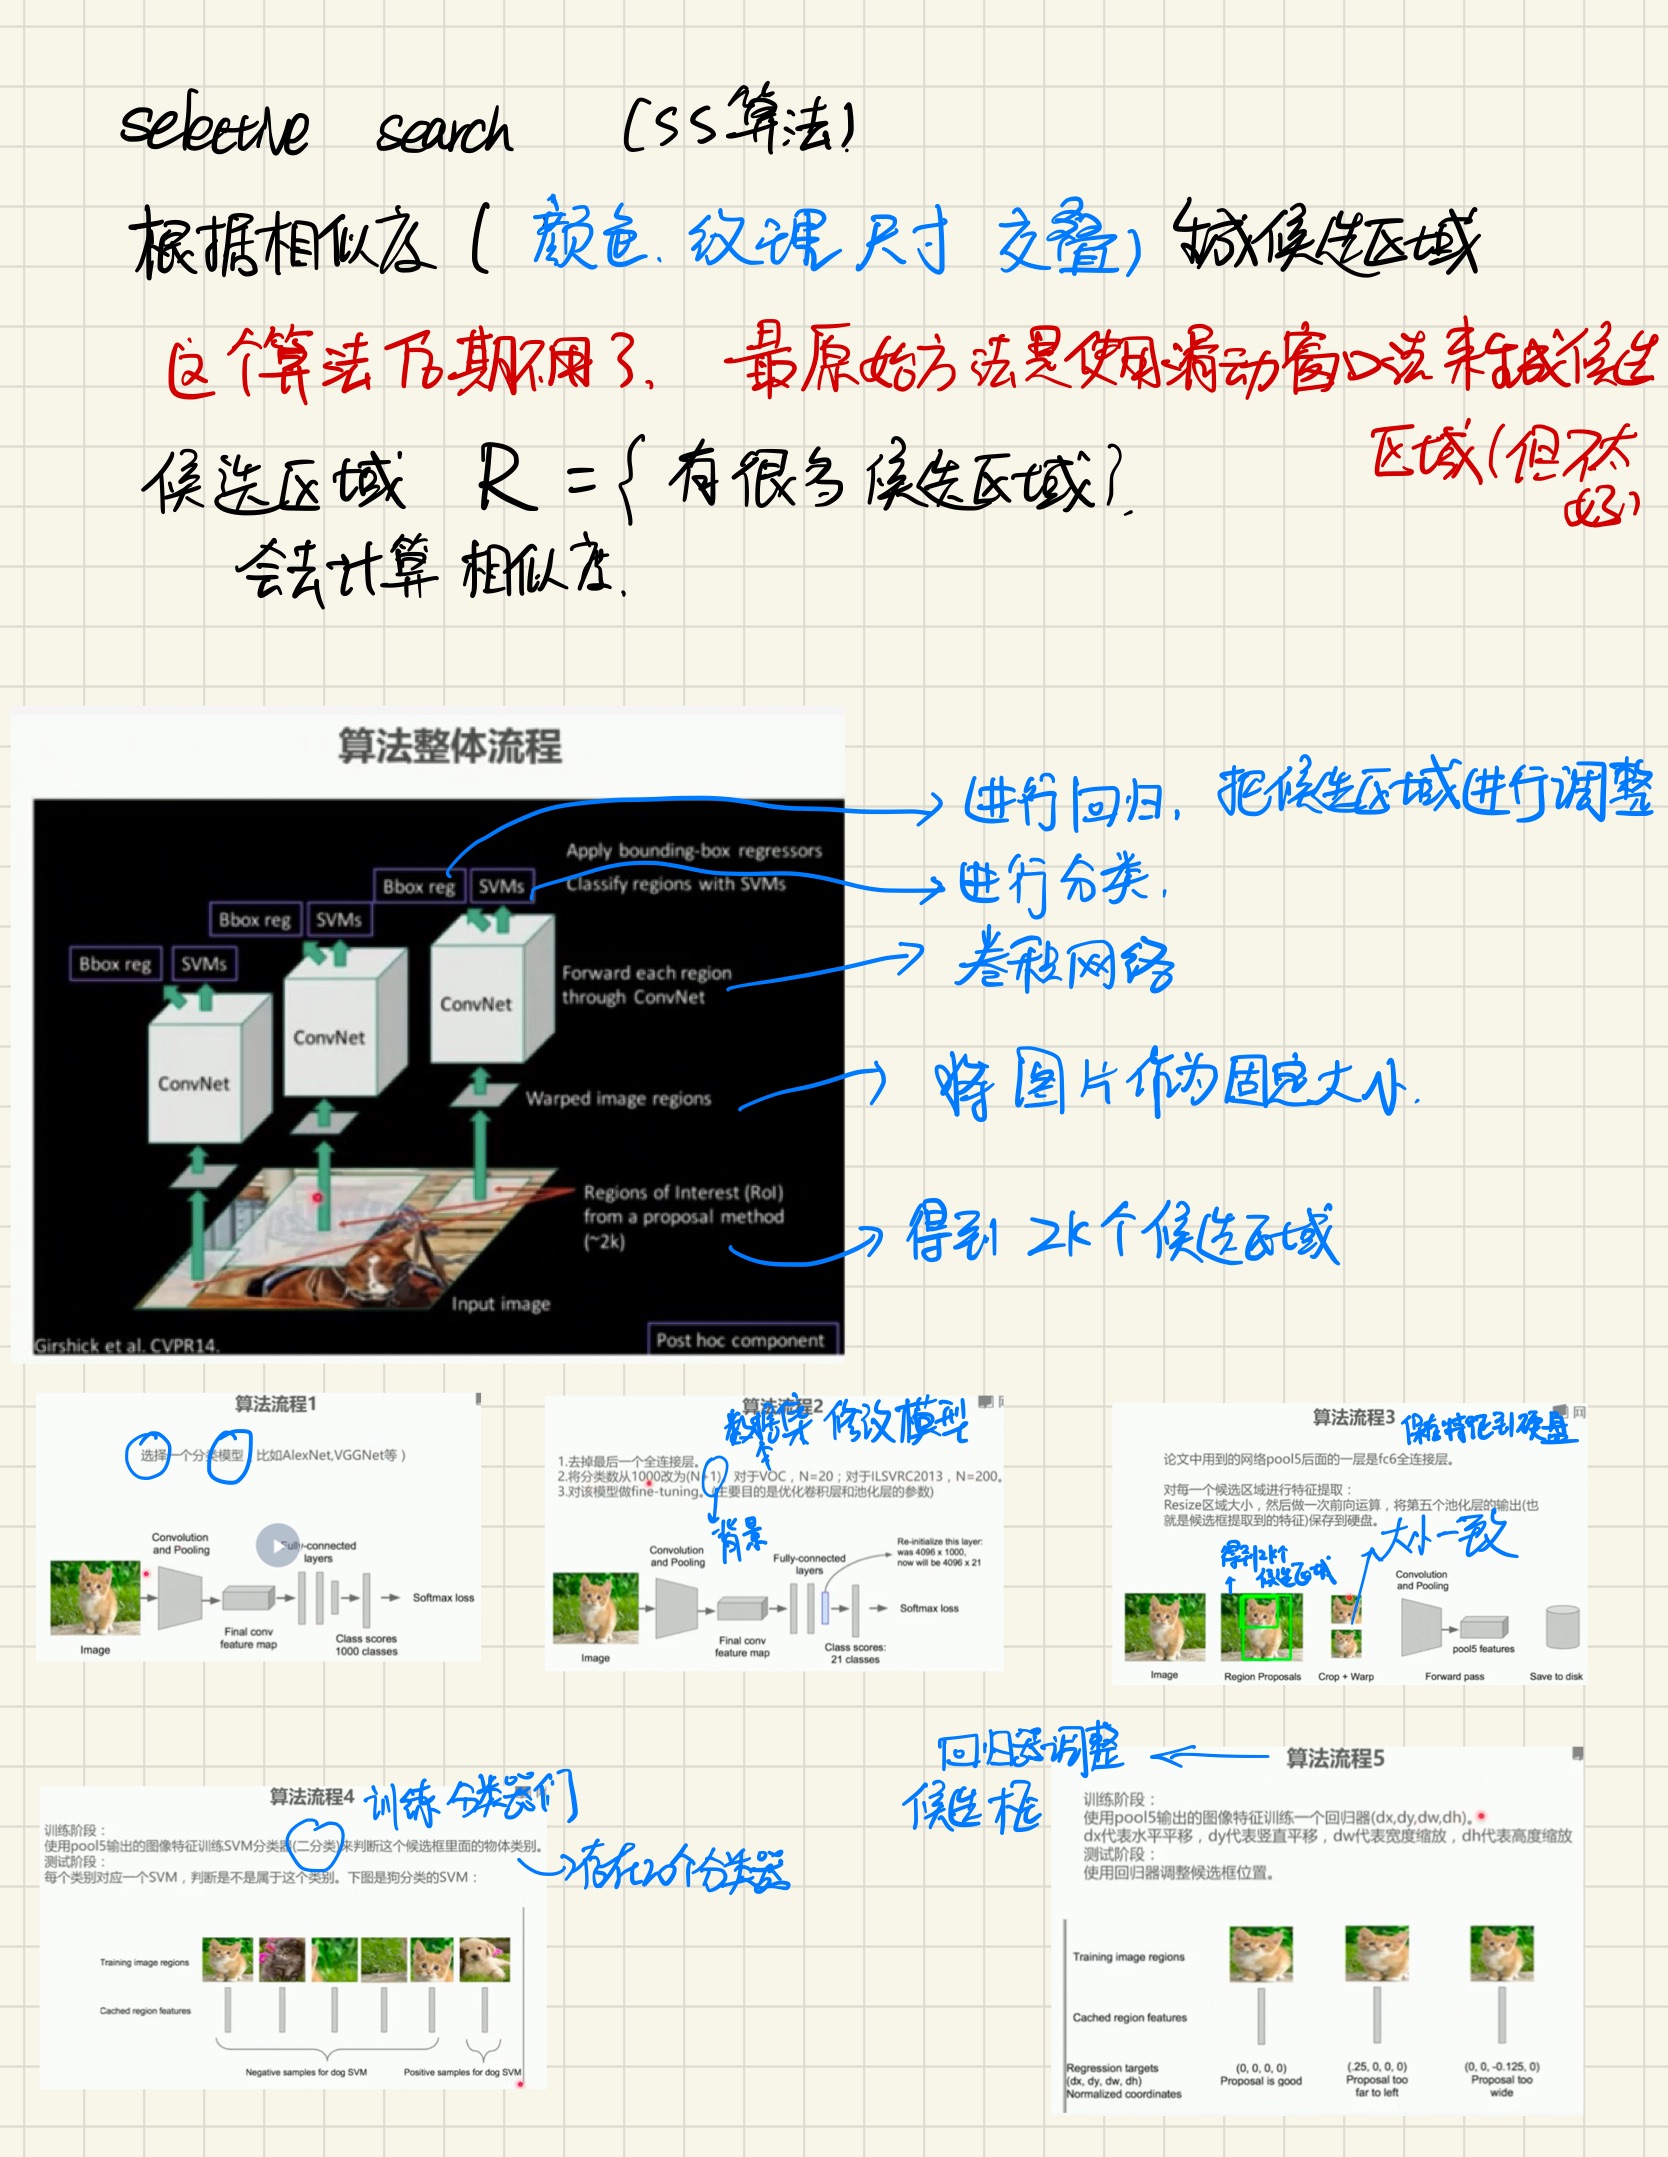 selective search (SS算法)
根据相似度(颜色.纹理 尺寸 交叠)生成候选区域
这个算法后期不用了. 最原始方法是使用滑动窗口法来生成候选
区域(但不太
好)
候选区域 R={有很多候选区域}.
会去计算相似度.
算法整体流程
进行回归. 把候选区域进行调整
Apply bounding-box regressors
Bbox reg SVMs Classify regions with SVMs
进行分类.
Bbox reg SVMs
Bbox reg SVMs
Forward each region
through ConvNet
卷积网络
ConvNet
ConvNet
ConvNet
Warped image regions
将图片作为固定大小.
Regions of Interest (RoI)
from a proposal method
(~2k)
得到 2k个候选区域
Input image
Post hoc component
Girshick et al. CVPR14.
算法流程1
选择一个分类模型,比如AlexNet,VGGNet等)
Convolution
and Pooling
Fully-connected
layers
Softmax loss
Final conv
feature map
Class scores
1000 classes
Image
算法流程2
数据集 修改模型
1.去掉最后一个全连接层。
2.将分类数从1000改为(N+1),对于VOC,N=20;对于ILSVRC2013,N=200。
3.对该模型做fine-tuning。(主要目的是优化卷积层和池化层的参数)
背景
Convolution
and Pooling
Fully-connected
layers
Re-initialize this layer:
was 4096 x 1000,
now will be 4096 x 21
Softmax loss
Final conv
feature map
Class scores:
21 classes
Image
算法流程3
网
保存特征到硬盘
论文中用到的网络pool5后面的一层是fc6全连接层。
对每一个候选区域进行特征提取:
Resize区域大小,然后做一次前向运算,将第五个池化层的输出(也
就是候选框提取到的特征)保存到硬盘。
大小一致
得到2k个
候选区域
Convolution
and Pooling
pool5 features
Image
Region Proposals
Crop + Warp
Forward pass
Save to disk
算法流程4
训练分类器们
训练阶段:
使用pool5输出的图像特征训练SVM分类器(二分类)来判断这个候选框里面的物体类别。
测试阶段:
每个类别对应一个SVM,判断是不是属于这个类别。下图是狗分类的SVM:
存在20个分类器
Training image regions
Cached region features
Negative samples for dog SVM
Positive samples for dog SVM
回归器调整
候选框
算法流程5
训练阶段:
使用pool5输出的图像特征训练一个回归器(dx,dy,dw,dh)。
dx代表水平平移,dy代表竖直平移,dw代表宽度缩放,dh代表高度缩放
测试阶段:
使用回归器调整候选框位置。
Training image regions
Cached region features
Regression targets
(dx, dy, dw, dh)
Normalized coordinates
(0, 0, 0, 0)
Proposal is good
(.25, 0, 0, 0)
Proposal too
far to left
(0, 0, -0.125, 0)
Proposal too
wide